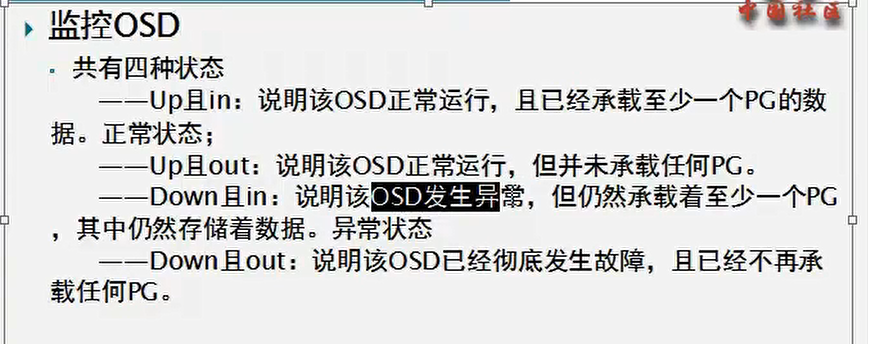 中国社区
监控OSD
共有四种状态
——Up且in：说明该OSD正常运行，且已经承载至少一个PG的数
据。正常状态；
——Up且out：说明该OSD正常运行，但并未承载任何PG。
——Down且in：说明该OSD发生异常，但仍然承载着至少一个PG
，其中仍然存储着数据。异常状态
——Down且out：说明该OSD已经彻底发生故障，且已经不再承
载任何PG。